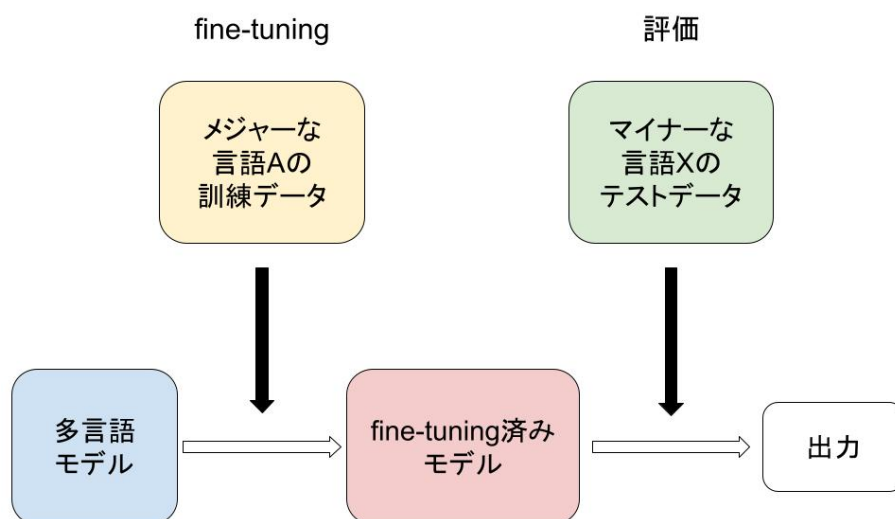 fine-tuning
評価
メジャーな
言語Aの
訓練データ
マイナーな
言語Xの
テストデータ
多言語
モデル
fine-tuning済み
モデル
出力